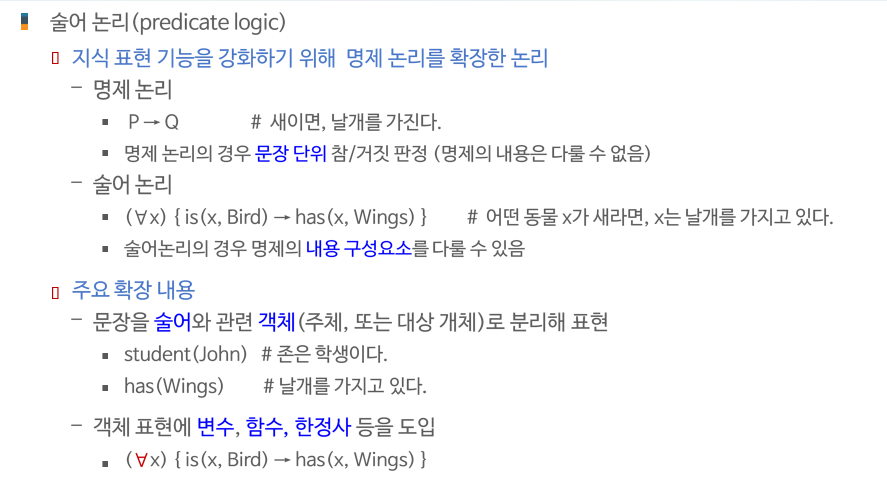 술어 논리(predicate logic)
지식 표현 기능을 강화하기 위해 명제 논리를 확장한 논리
– 명제 논리
▪ P → Q # 새이면, 날개를 가진다.
▪ 명제 논리의 경우 문장 단위 참/거짓 판정 (명제의 내용은 다룰 수 없음)
– 술어 논리
▪ (∀x) { is(x, Bird) → has(x, Wings) } # 어떤 동물 x가 새라면, x는 날개를 가지고 있다.
▪ 술어논리의 경우 명제의 내용 구성요소를 다룰 수 있음
주요 확장 내용
– 문장을 술어와 관련 객체(주체, 또는 대상 개체)로 분리해 표현
▪ student(John) # 존은 학생이다.
▪ has(Wings) # 날개를 가지고 있다.
– 객체 표현에 변수, 함수, 한정사 등을 도입
▪ (∀x) { is(x, Bird) → has(x, Wings) }